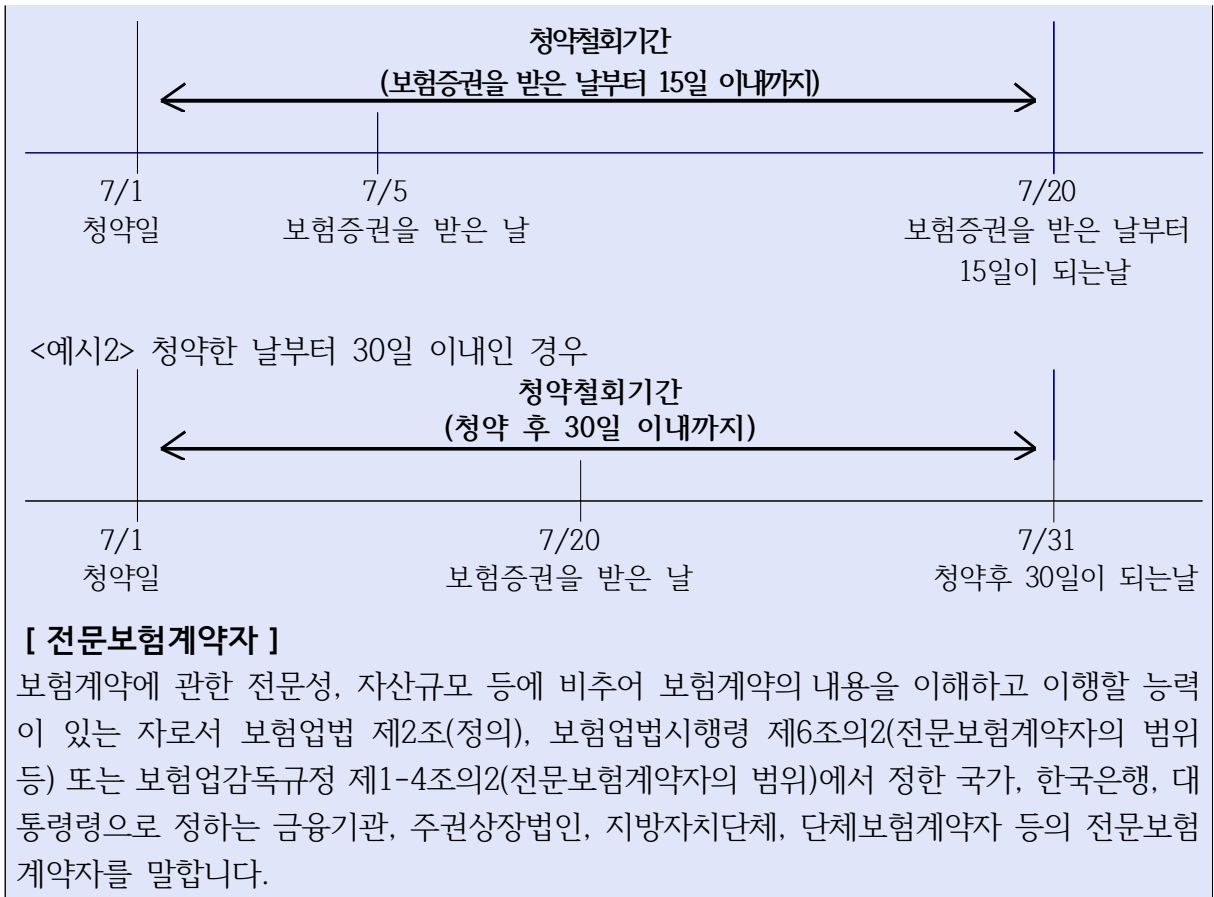 청약철회기간
(보험증권을 받은 날부터 15일 이내까지)
7/1 7/5 7/20
청약일 보험증권을 받은 날 보험증권을 받은 날부터
15일이 되는날
<예시2> 청약한 날부터 30일 이내인 경우
청약철회기간
(청약 후 30일 이내까지)
7/1 7/20 7/31
청약일 보험증권을 받은 날 청약후 30일이 되는날
[ 전문보험계약자 ]
보험계약에 관한 전문성, 자산규모 등에 비추어 보험계약의 내용을 이해하고 이행할 능력
이 있는 자로서 보험업법 제2조(정의), 보험업법시행령 제6조의2(전문보험계약자의 범위
등) 또는 보험업감독규정 제1-4조의2(전문보험계약자의 범위)에서 정한 국가, 한국은행, 대
통령령으로 정하는 금융기관, 주권상장법인, 지방자치단체, 단체보험계약자 등의 전문보험
계약자를 말합니다.